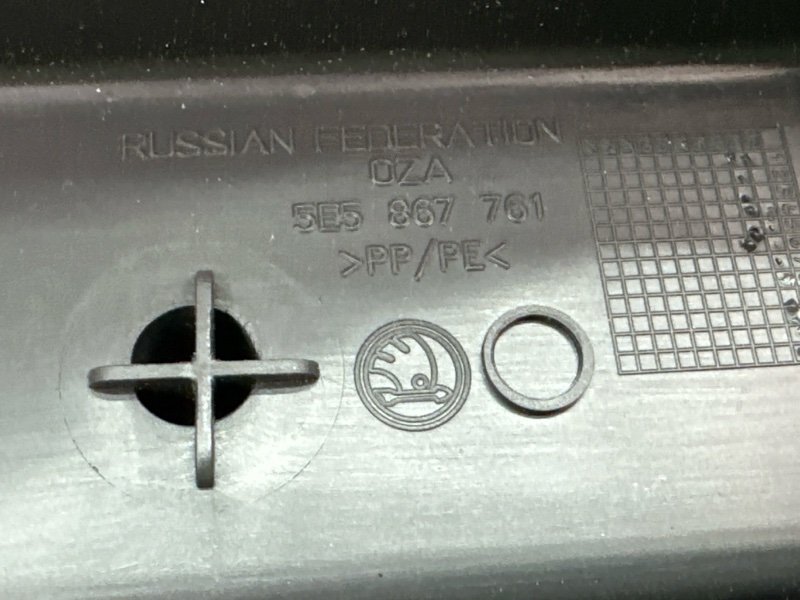 RUSSIAN FEDERATION
OZA
5E5 867 761
>PP/PE<